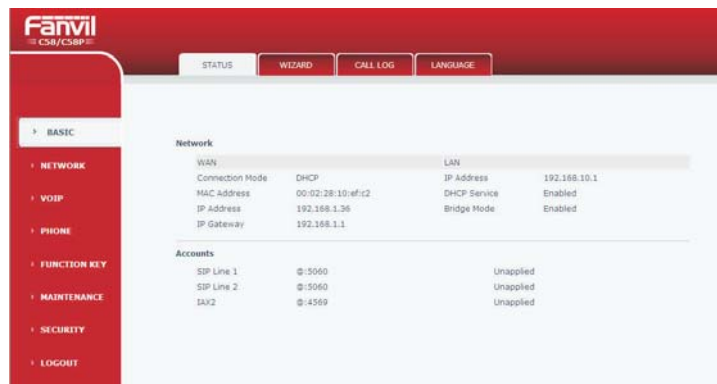 Fanvil
C58/C58P
STATUS WIZARD CALL LOG LANGUAGE
BASIC
NETWORK
VOIP
PHONE
FUNCTION KEY
MAINTENANCE
SECURITY
LOGOUT
Network
WAN LAN
Connection Mode DHCP IP Address 192.168.10.1
MAC Address 00:02:28:10:ef:c2 DHCP Service Enabled
IP Address 192.168.1.36 Bridge Mode Enabled
IP Gateway 192.168.1.1
Accounts
SIP Line 1 @:5060 Unapplied
SIP Line 2 @:5060 Unapplied
IAX2 @:4569 Unapplied